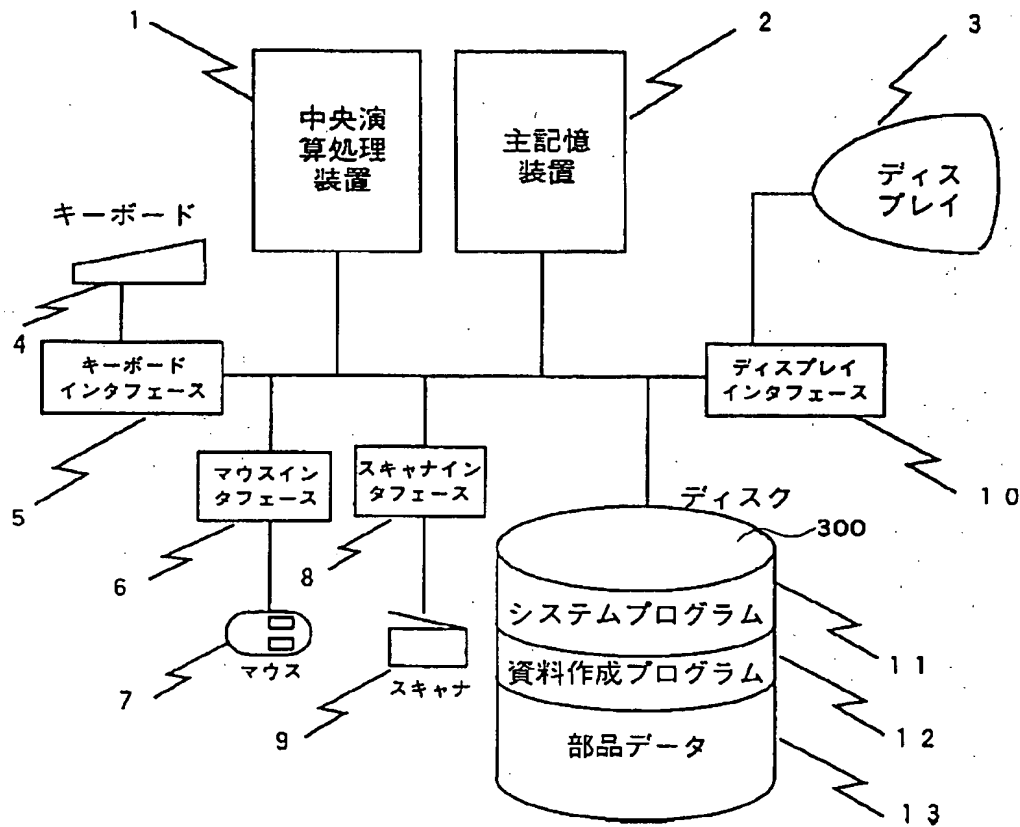 1
2
3
中央演
算処理
装置
主記憶
装置
ディス
プレイ
キーボード
4
キーボード
インタフェース
ディスプレイ
インタフェース
5
マウスイン
タフェース
スキャナイン
タフェース
10
ディスク
300
6
8
システムプログラム
11
マウス
7
スキャナ
資料作成プログラム
9
12
部品データ
13